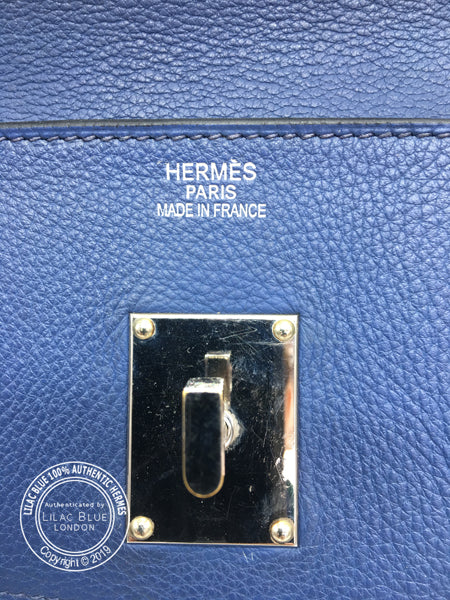 HERMÈS
PARIS
MADE IN FRANCE
LILAC BLUE 100% AUTHENTIC HERMES
Authenticated by
LILAC BLUE
LONDON
Copyright © 2019